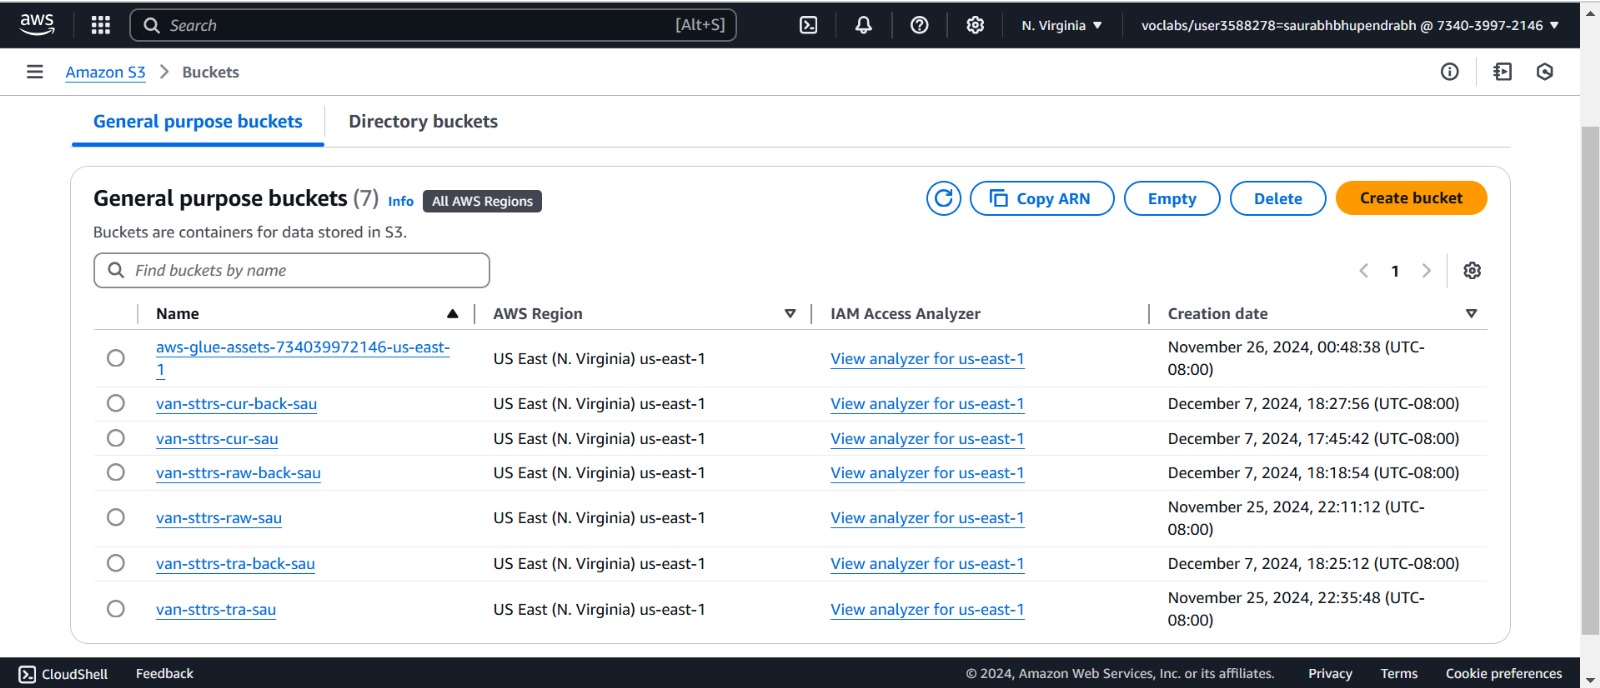 aws
Search [Alt+S] N. Virginia voclabs/user3588278=saurabhbhupendrabh @ 7340-3997-2146
Amazon S3 Buckets
General purpose buckets Directory buckets
General purpose buckets (7) Info All AWS Regions Copy ARN Empty Delete Create bucket
Buckets are containers for data stored in S3.
Find buckets by name 1
Name AWS Region IAM Access Analyzer Creation date
aws-glue-assets-734039972146-us-east-
1 US East (N. Virginia) us-east-1 View analyzer for us-east-1 November 26, 2024, 00:48:38 (UTC-
08:00)
van-sttrs-cur-back-sau US East (N. Virginia) us-east-1 View analyzer for us-east-1 December 7, 2024, 18:27:56 (UTC-08:00)
van-sttrs-cur-sau US East (N. Virginia) us-east-1 View analyzer for us-east-1 December 7, 2024, 17:45:42 (UTC-08:00)
van-sttrs-raw-back-sau US East (N. Virginia) us-east-1 View analyzer for us-east-1 December 7, 2024, 18:18:54 (UTC-08:00)
van-sttrs-raw-sau US East (N. Virginia) us-east-1 View analyzer for us-east-1 November 25, 2024, 22:11:12 (UTC-
08:00)
van-sttrs-tra-back-sau US East (N. Virginia) us-east-1 View analyzer for us-east-1 December 7, 2024, 18:25:12 (UTC-08:00)
van-sttrs-tra-sau US East (N. Virginia) us-east-1 View analyzer for us-east-1 November 25, 2024, 22:35:48 (UTC-
08:00)
CloudShell Feedback © 2024, Amazon Web Services, Inc. or its affiliates. Privacy Terms Cookie preferences